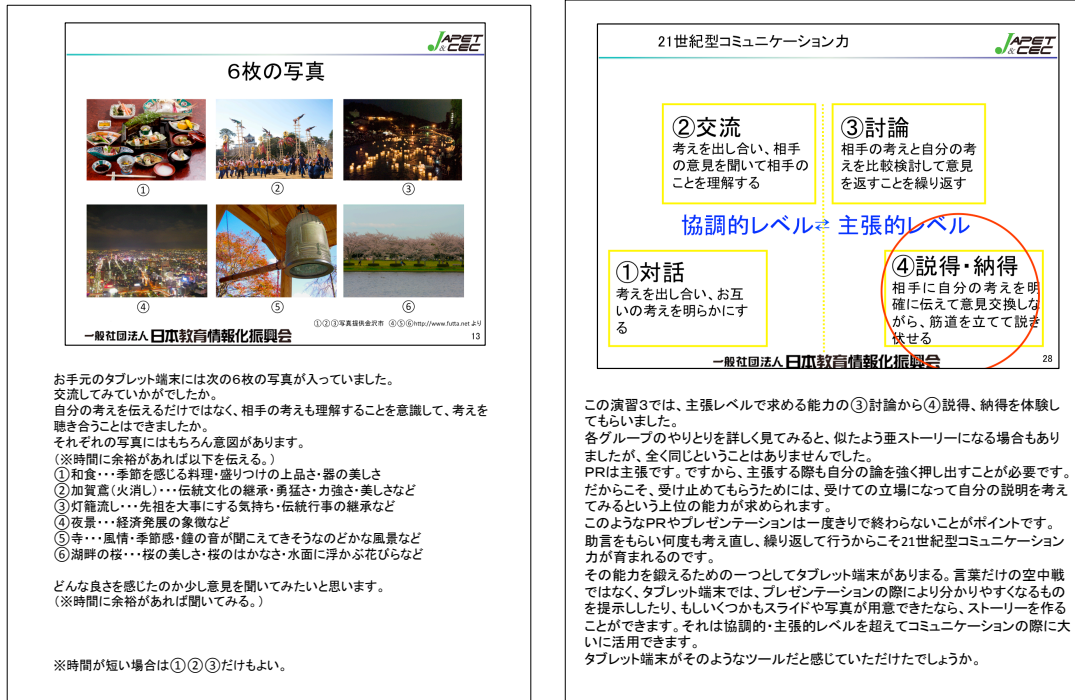 JAPET
&CEC
6枚の写真
①
②
③
④
⑤
⑥
①②③写真提供金沢市 ④⑤⑥http://www.futta.net より
一般社団法人 日本教育情報化振興会
13
お手元のタブレット端末には次の6枚の写真が入っていました。
交流してみていかがでしたか。
自分の考えを伝えるだけではなく、相手の考えも理解することを意識して、考えを
聴き合うことはできましたか。
それぞれの写真にはもちろん意図があります。
(※時間に余裕があれば以下を伝える。)
①和食・・・季節を感じる料理・盛りつけの上品さ・器の美しさ
②加賀鳶(火消し)・・・伝統文化の継承・勇猛さ・力強さ・美しさなど
③灯籠流し・・・先祖を大事にする気持ち・伝統行事の継承など
④夜景・・・経済発展の象徴など
⑤寺・・・風情・季節感・鐘の音が聞こえてきそうなのどかな風景など
⑥湖畔の桜・・・桜の美しさ・桜のはかなさ・水面に浮かぶ花びらなど
どんな良さを感じたのか少し意見を聞いてみたいと思います。
(※時間に余裕があれば聞いてみる。)
※時間が短い場合は①②③だけもよい。
21世紀型コミュニケーション力
JAPET
&CEC
②交流
考えを出し合い、相手
の意見を聞いて相手の
ことを理解する
③討論
相手の考えと自分の考
えを比較検討して意見
を返すことを繰り返す
協調的レベル⇄ 主張的レベル
①対話
考えを出し合い、お互
いの考えを明らかにす
る
④説得・納得
相手に自分の考えを明
確に伝えて意見交換しな
がら、筋道を立てて説き
伏せる
一般社団法人 日本教育情報化振興会
28
この演習3では、主張レベルで求める能力の③討論から④説得、納得を体験し
てもらいました。
各グループのやりとりを詳しく見てみると、似たよう亜ストーリーになる場合もあり
ましたが、全く同じということはありませんでした。
PRは主張です。ですから、主張する際も自分の論を強く押し出すことが必要です。
だからこそ、受け止めてもらうためには、受けての立場になって自分の説明を考え
てみるという上位の能力が求められます。
このようなPRやプレゼンテーションは一度きりで終わらないことがポイントです。
助言をもらい何度も考え直し、繰り返して行うからこそ21世紀型コミュニケーション
力が育まれるのです。
その能力を鍛えるための一つとしてタブレット端末がありまる。言葉だけの空中戦
ではなく、タブレット端末では、プレゼンテーションの際により分かりやすくなるもの
を提示ししたり、もしいくつかもスライドや写真が用意できたなら、ストーリーを作る
ことができます。それは協調的・主張的レベルを超えてコミュニケーションの際に大
いに活用できます。
タブレット端末がそのようなツールだと感じていただけたでしょうか。